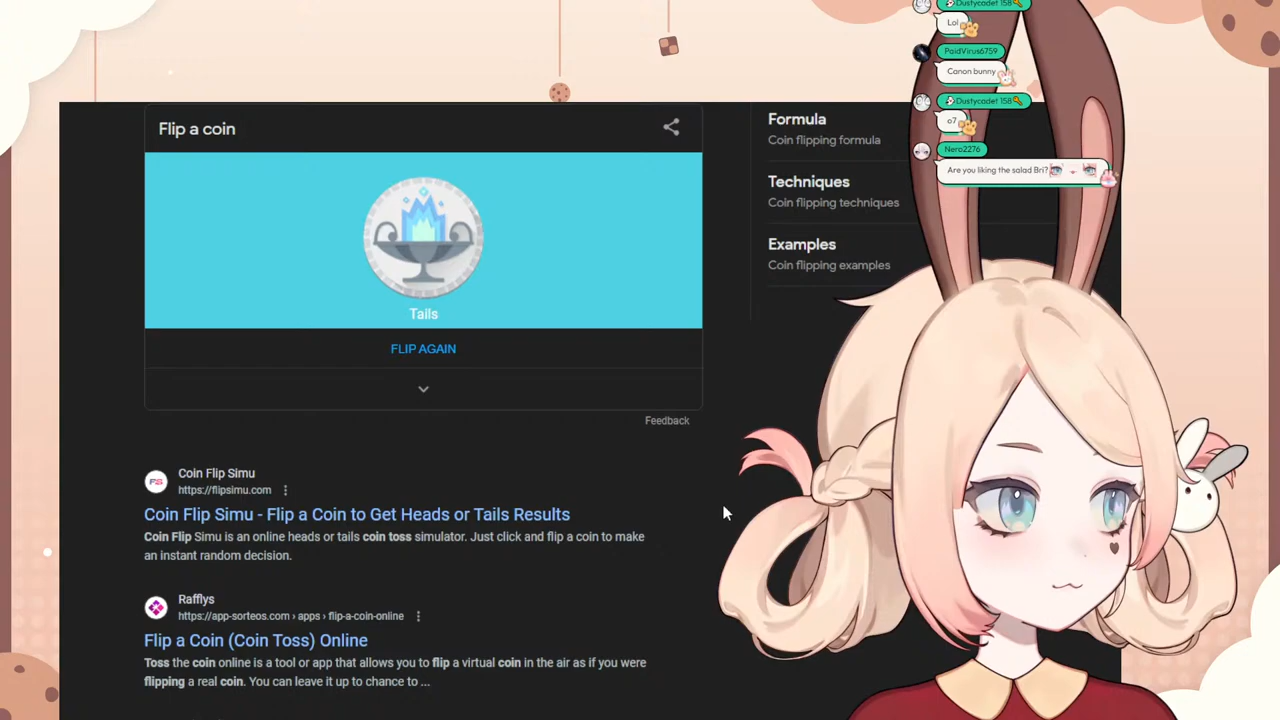 Flip a coin
Tails
FLIP AGAIN
Feedback
Formula
Coin flipping formula
Techniques
Coin flipping techniques
Examples
Coin flipping examples
Coin Flip Simu
https://flipsimu.com
Coin Flip Simu - Flip a Coin to Get Heads or Tails Results
Coin Flip Simu is an online heads or tails coin toss simulator. Just click and flip a coin to make
an instant random decision.
Rafflys
https://app-sorteos.com › apps › flip-a-coin-online
Flip a Coin (Coin Toss) Online
Toss the coin online is a tool or app that allows you to flip a virtual coin in the air as if you were
flipping a real coin. You can leave it up to chance to ...
Dustycadet 158
Lol
PaidVirus6759
Canon bunny
Dustycadet 158
o7
Nero2276
Are you liking the salad Bri?